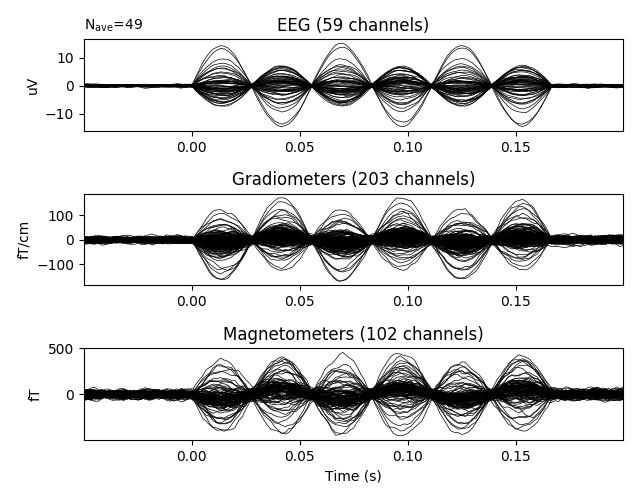 Nave=49
EEG (59 channels)
uV
10
0
−10
0.00 0.05 0.10 0.15
Gradiometers (203 channels)
fT/cm
100
0
−100
0.00 0.05 0.10 0.15
Magnetometers (102 channels)
fT
500
0
0.00 0.05 0.10 0.15
Time (s)